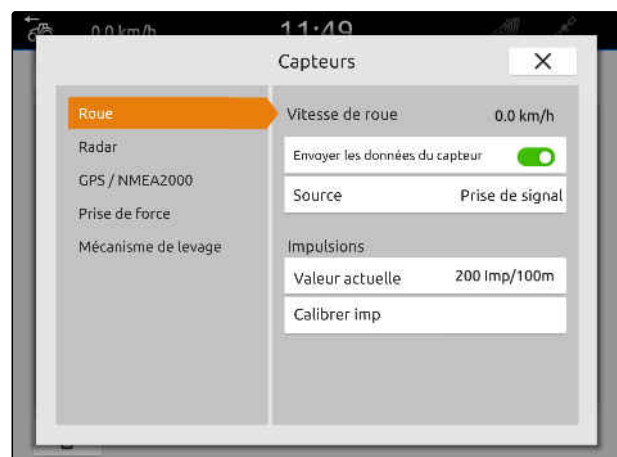 0.0 km/h
11:49
Capteurs
Roue
Radar
GPS / NMEA2000
Prise de force
Mécanisme de levage
Vitesse de roue 0.0 km/h
Envoyer les données du capteur
Source Prise de signal
Impulsions
Valeur actuelle 200 Imp/100m
Calibrer imp